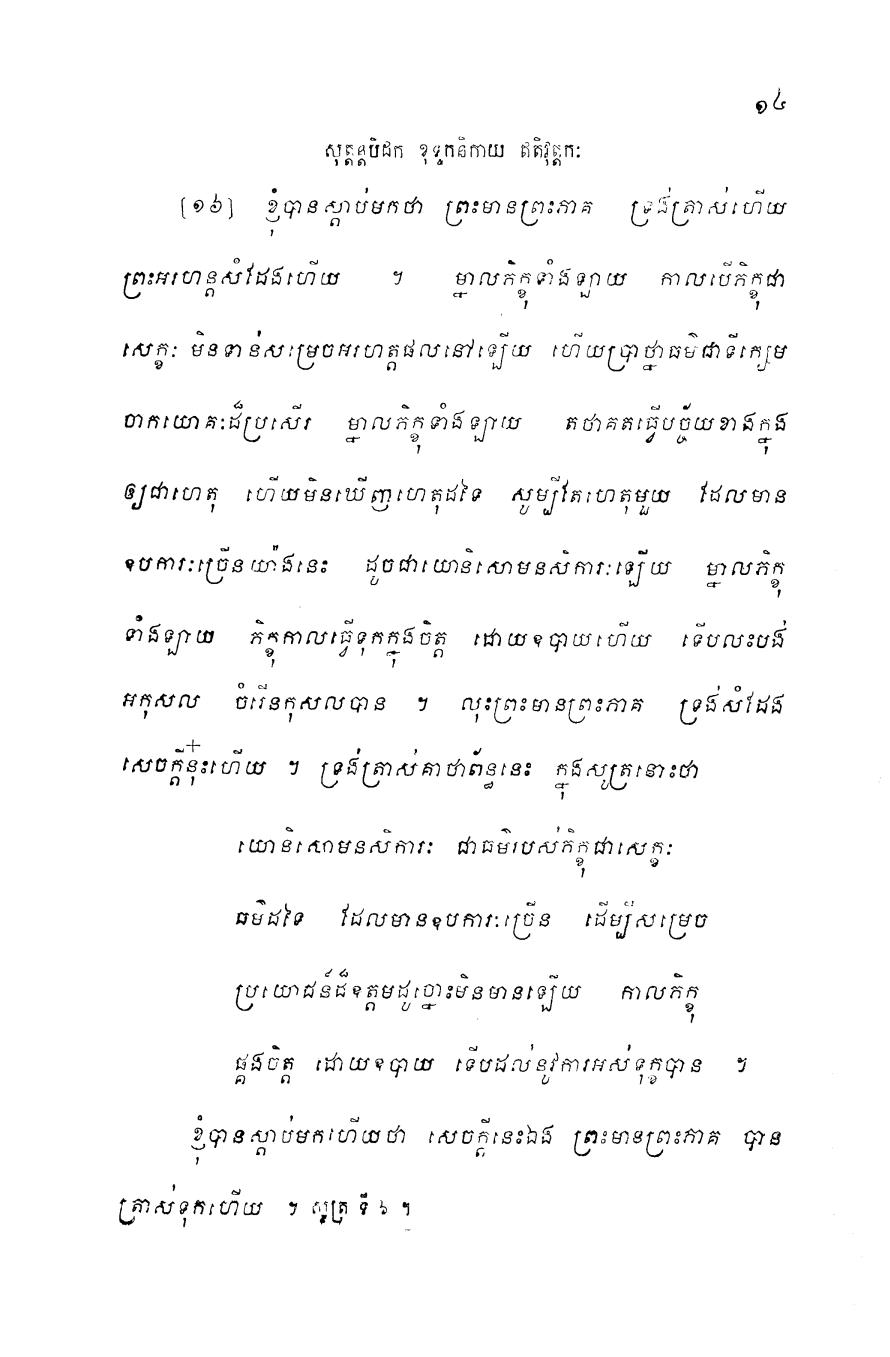 ១៤
សុត្តន្តបិដក ខុទ្ទកនិកាយ ឥតិវុត្តកៈ
[១៦] ខ្ញុំបានស្តាប់មកថា ព្រះមានព្រះភាគ ទ្រង់ត្រាស់ហើយ
ព្រះអរហន្តសំដែងហើយ ។ ម្នាលភិក្ខុទាំងឡាយ កាលបើភិក្ខុជា
សេក្ខៈ មិនទាន់សម្រេចអរហត្តផលនៅឡើយ ហើយប្រាថ្នាធម៌ជាទីក្សេម
ចាកយោគៈដ៏ប្រសើរ ម្នាលភិក្ខុទាំងឡាយ តថាគតធ្វើបច្ច័យខាងក្នុង
ឲ្យជាហេតុ ហើយមិនឃើញហេតុដទៃ សូម្បីតែហេតុមួយ ដែលមាន
ឧបការៈច្រើនយ៉ាងនេះ ដូចជាយោនិសោមនសិការៈឡើយ ម្នាលភិក្ខុ
ទាំងឡាយ ភិក្ខុកាលធ្វើទុកក្នុងចិត្ត ដោយឧបាយហើយ ទើបលះបង់
អកុសល ចំរើនកុសលបាន ។ លុះព្រះមានព្រះភាគ ទ្រង់សំដែង
សេចក្តីនុ៎ះហើយ ។ ទ្រង់ត្រាស់គាថាព័ន្ធនេះ ក្នុងសូត្រនោះថា
យោនិសោមនសិការៈ ជាធម៌របស់ភិក្ខុជាសេក្ខៈ
ធម៌ដទៃ ដែលមានឧបការៈច្រើន ដើម្បីសម្រេច
ប្រយោជន៍ដ៏ឧត្តមដូច្នោះមិនមានឡើយ កាលភិក្ខុ
ផ្គងចិត្ត ដោយឧបាយ ទើបដល់នូវការអស់ទុក្ខបាន ។
ខ្ញុំបានស្តាប់មកហើយថា សេចក្តីនេះឯង ព្រះមានព្រះភាគ បាន
ត្រាស់ទុកហើយ ។ សូត្រ ទី ៦ ។